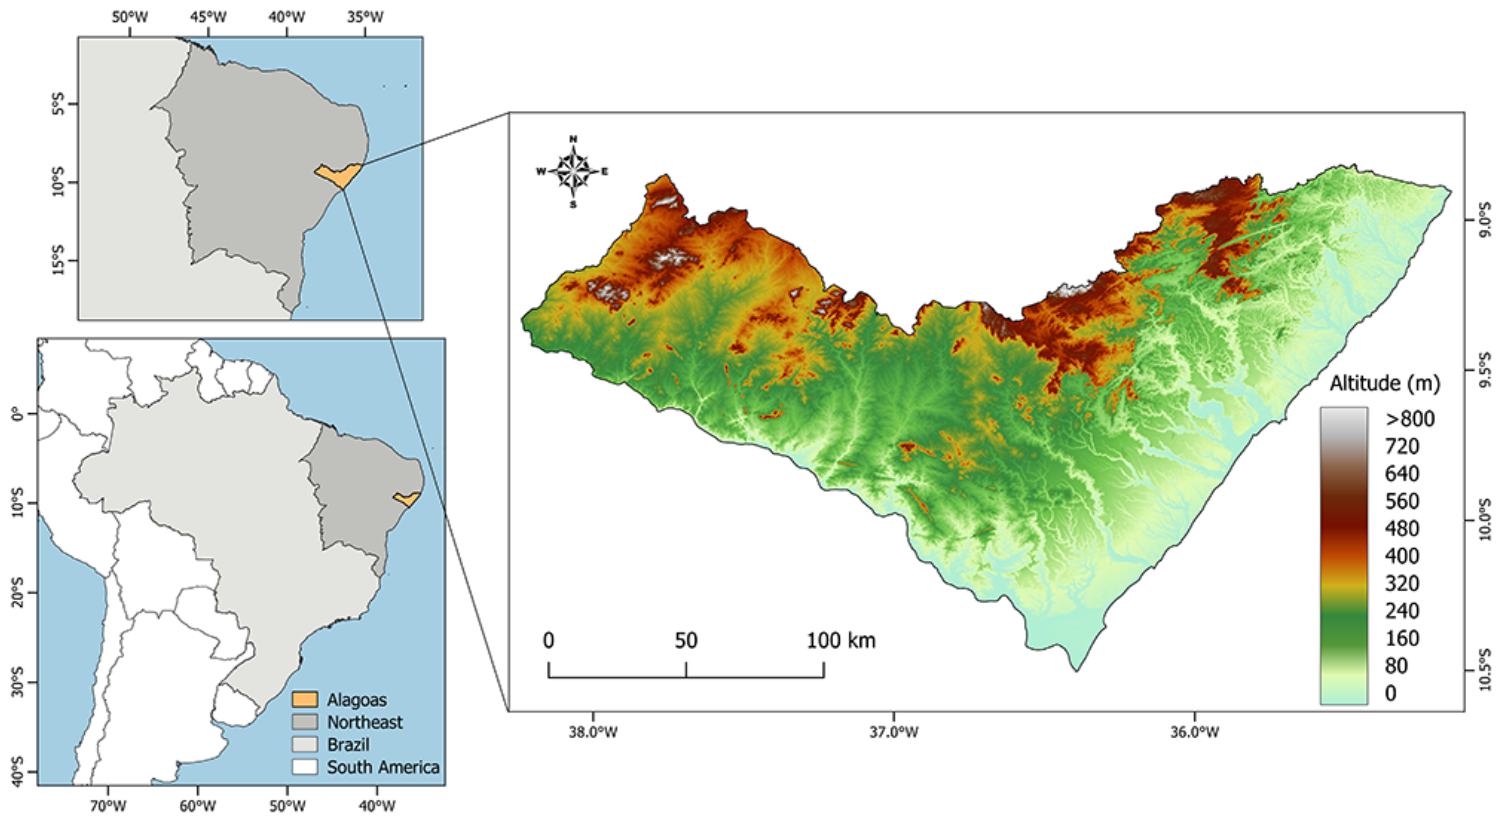 50°W 45°W 40°W 35°W
5°S
10°S
15°S
0°
10°S
20°S
30°S
40°S
70°W 60°W 50°W 40°W
Alagoas
Northeast
Brazil
South America
N
W E
S
9.0°S
9.5°S
10.0°S
10.5°S
Altitude (m)
>800
720
640
560
480
400
320
240
160
80
0
0 50 100 km
38.0°W 37.0°W 36.0°W